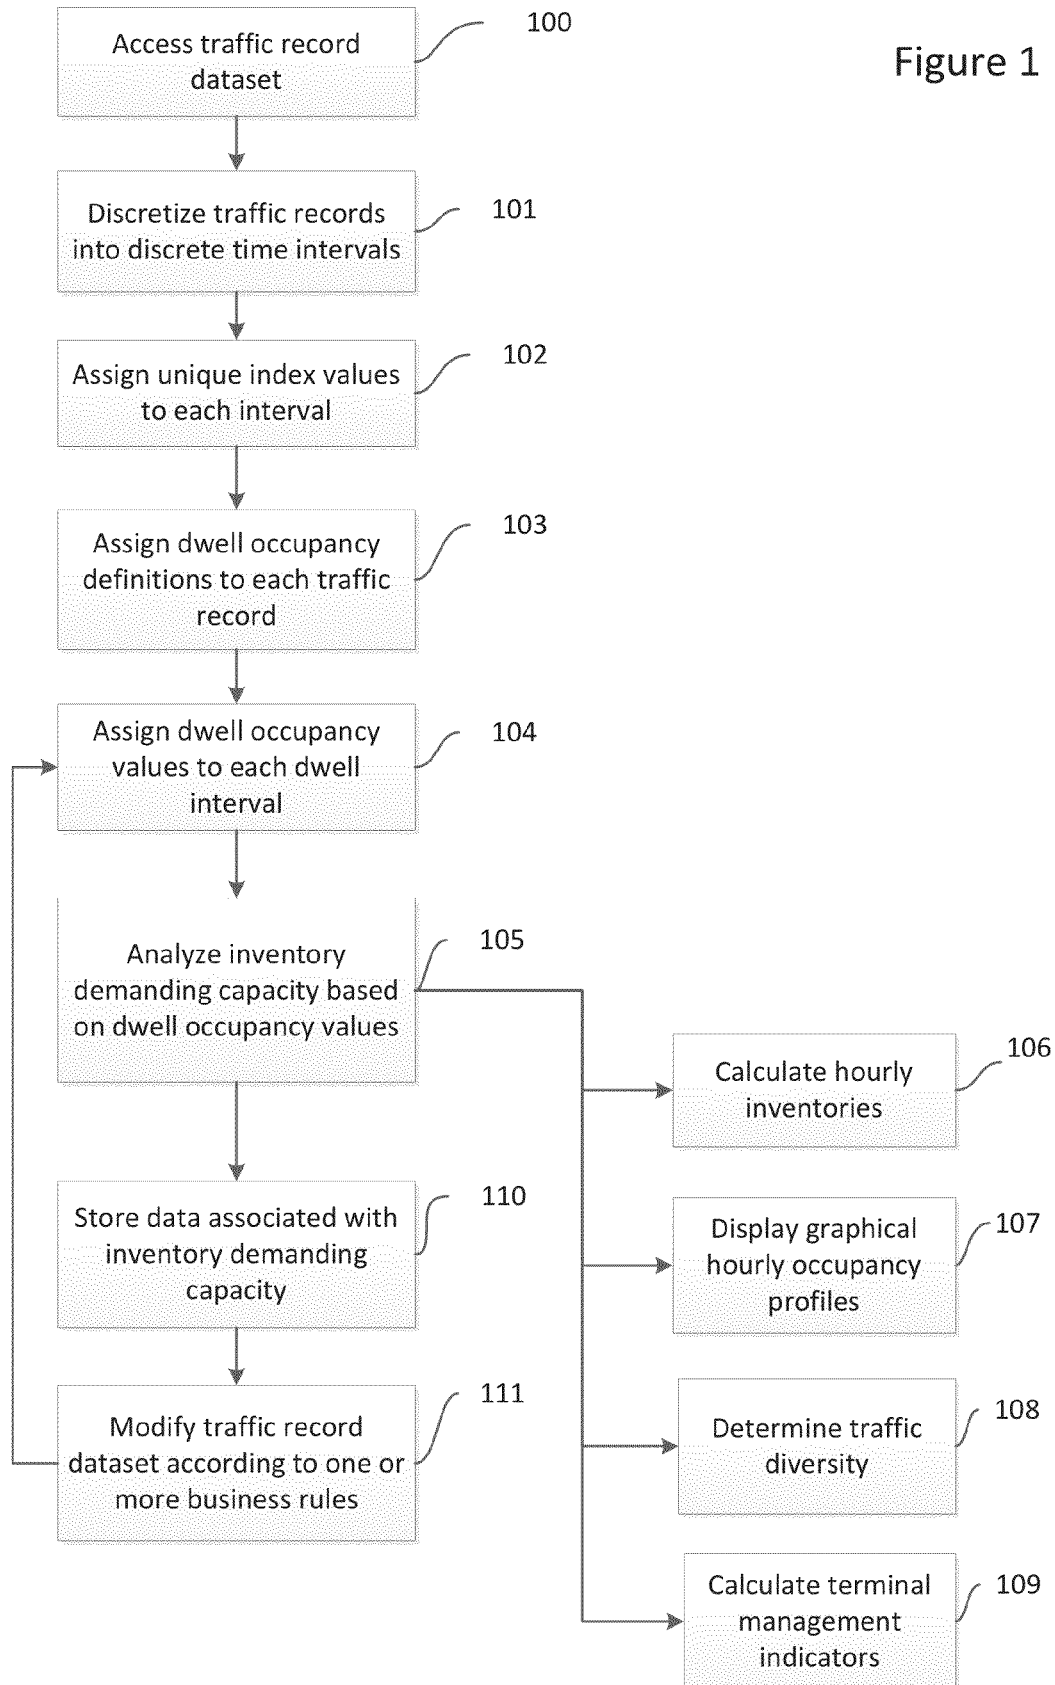 Figure 1
100
Access traffic record
dataset
101
Discretize traffic records
into discrete time intervals
102
Assign unique index values
to each interval
103
Assign dwell occupancy
definitions to each traffic
record
104
Assign dwell occupancy
values to each dwell
interval
105
Analyze inventory
demanding capacity based
on dwell occupancy values
106
Calculate hourly
inventories
107
Display graphical
hourly occupancy
profiles
108
Determine traffic
diversity
109
Calculate terminal
management
indicators
110
Store data associated with
inventory demanding
capacity
111
Modify traffic record
dataset according to one or
more business rules